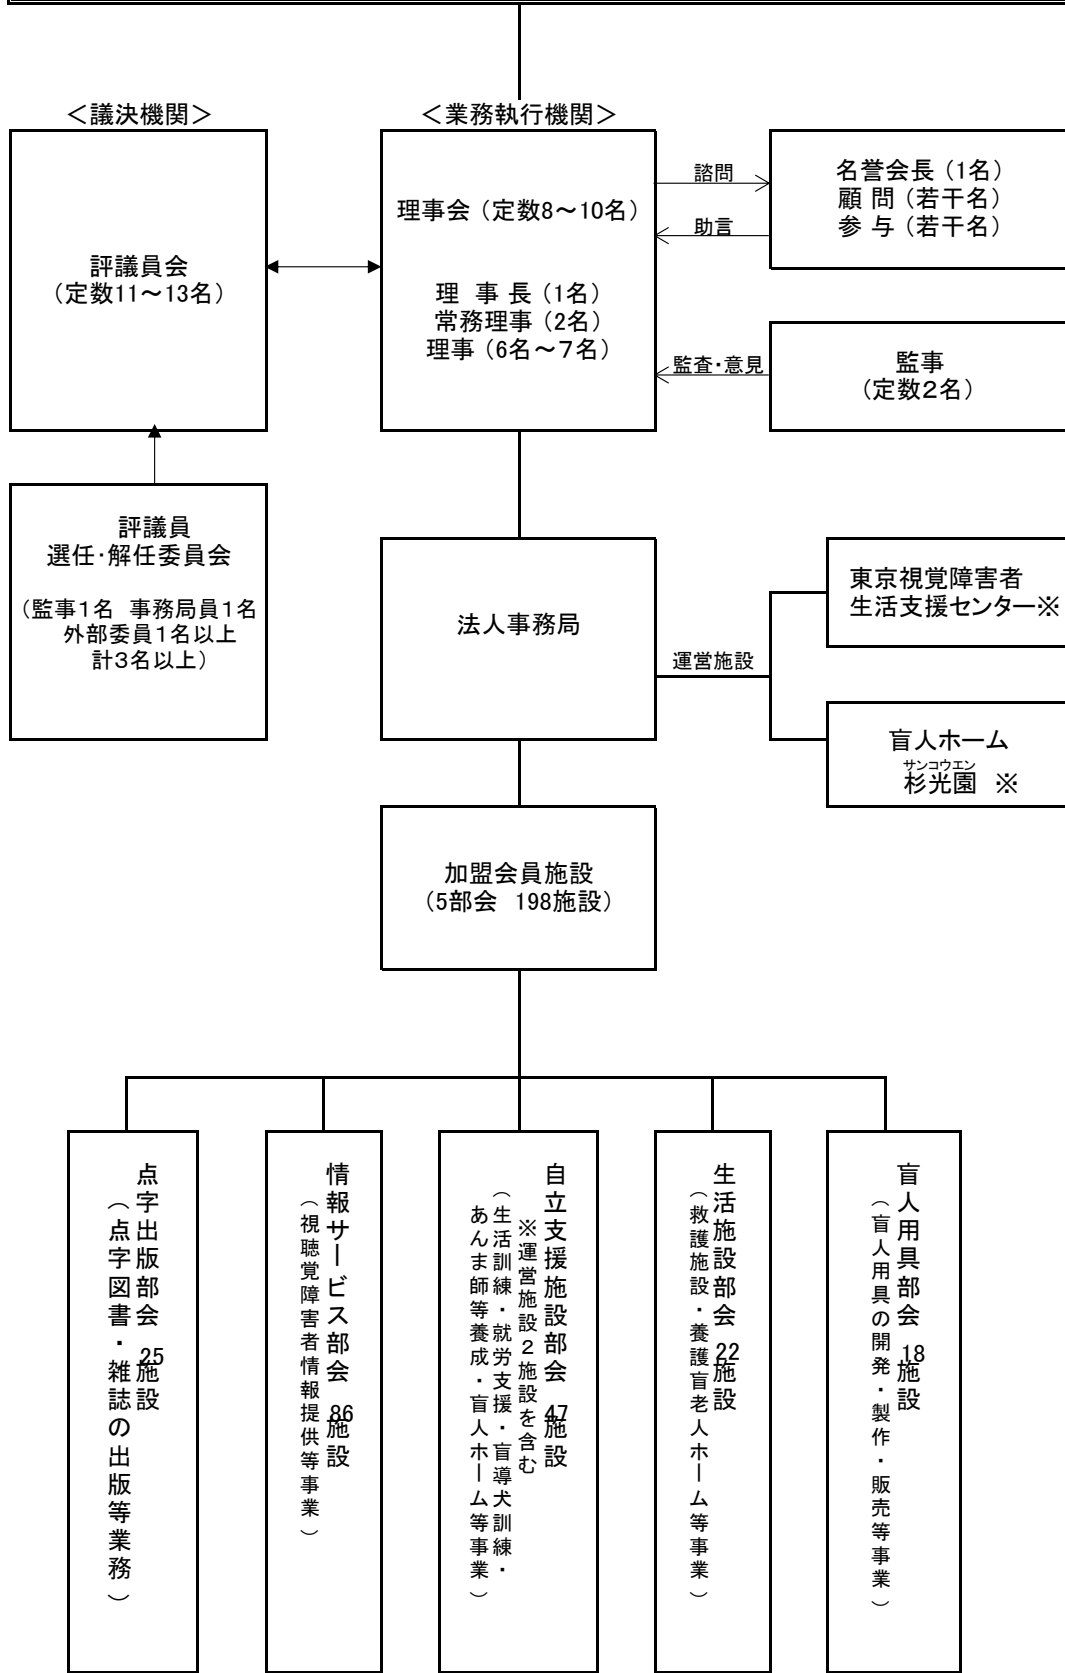 ＜議決機関＞
＜業務執行機関＞
評議員会
（定数11～13名）
理事会（定数8～10名）
理 事 長（1名）
常務理事（2名）
理事（6名～7名）
諮問
助言
名誉会長（1名）
顧 問（若干名）
参 与（若干名）
監査・意見
監事
（定数2名）
評議員
選任・解任委員会
（監事1名 事務局員1名
外部委員1名以上
計3名以上）
法人事務局
運営施設
東京視覚障害者
生活支援センター※
盲人ホーム
サンコウエン
杉光園 ※
加盟会員施設
（5部会 198施設）
点字出版部会 25施設
（点字図書・雑誌の出版等業務）
情報サービス部会 86施設
（視聴覚障害者情報提供等事業）
自立支援施設部会 47施設
※運営施設2施設を含む
（生活訓練・就労支援・盲導犬訓練・
あんま師等養成・盲人ホーム等事業）
生活施設部会 22施設
（救護施設・養護盲老人ホーム等事業）
盲人用具部会 18施設
（盲人用具の開発・製作・販売等事業）